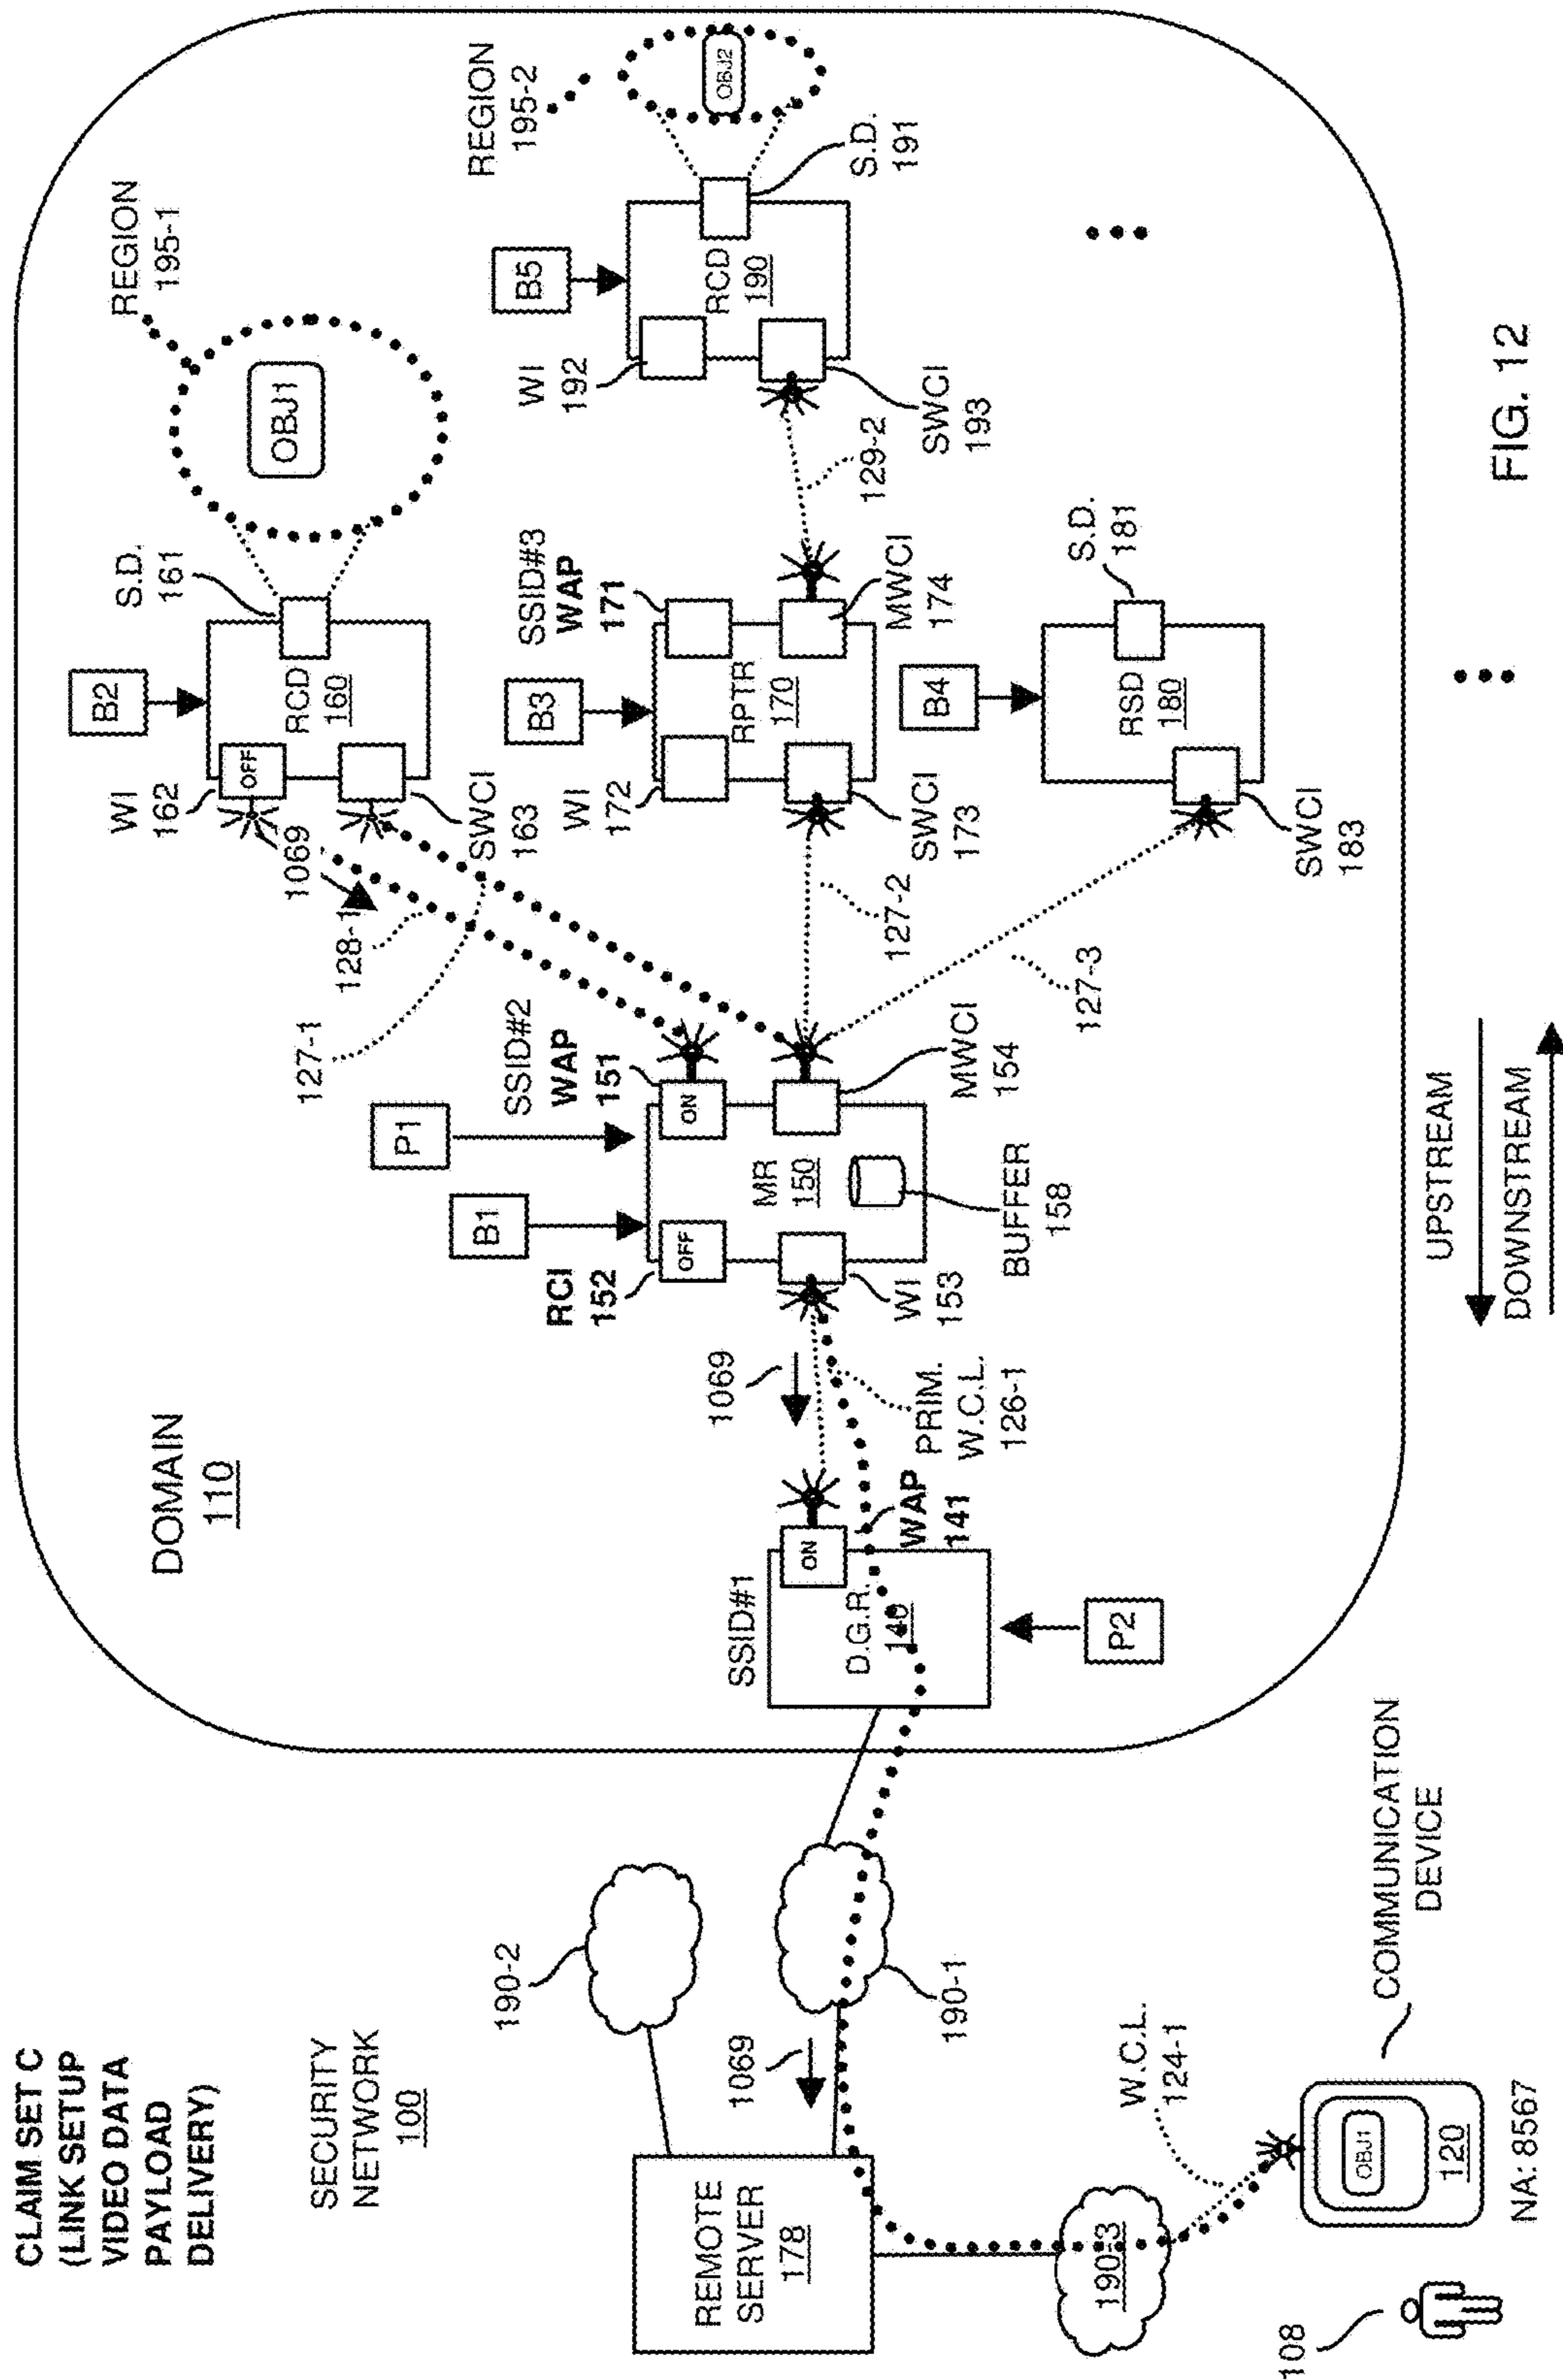 CLAIM SET C
(LINK SETUP
VIDEO DATA
PAYLOAD
DELIVERY)
SECURITY
NETWORK
100
DOMAIN
110
REMOTE
SERVER
178
190-2
190-1
1069
190-3
W.C.L.
124-1
COMMUNICATION
DEVICE
OBJ1
120
NA: 8567
108
SSID#1
ON
WAP
141
D.G.R.
140
P2
1069
PRIM.
W.C.L.
126-1
B1
P1
RCI
152
OFF
SSID#2
WAP
151
ON
MR
150
WI
153
BUFFER
158
MWCI
154
127-1
128-1
1069
127-2
127-3
B2
WI
162
OFF
RCD
160
S.D.
161
SWCI
163
REGION
195-1
OBJ1
B3
WI
172
SSID#3
WAP
171
RPTR
170
SWCI
173
MWCI
174
129-2
B4
RSD
180
S.D.
181
SWCI
183
B5
WI
192
RCD
190
S.D.
191
SWCI
193
REGION
195-2
OBJ2
UPSTREAM
DOWNSTREAM
FIG. 12